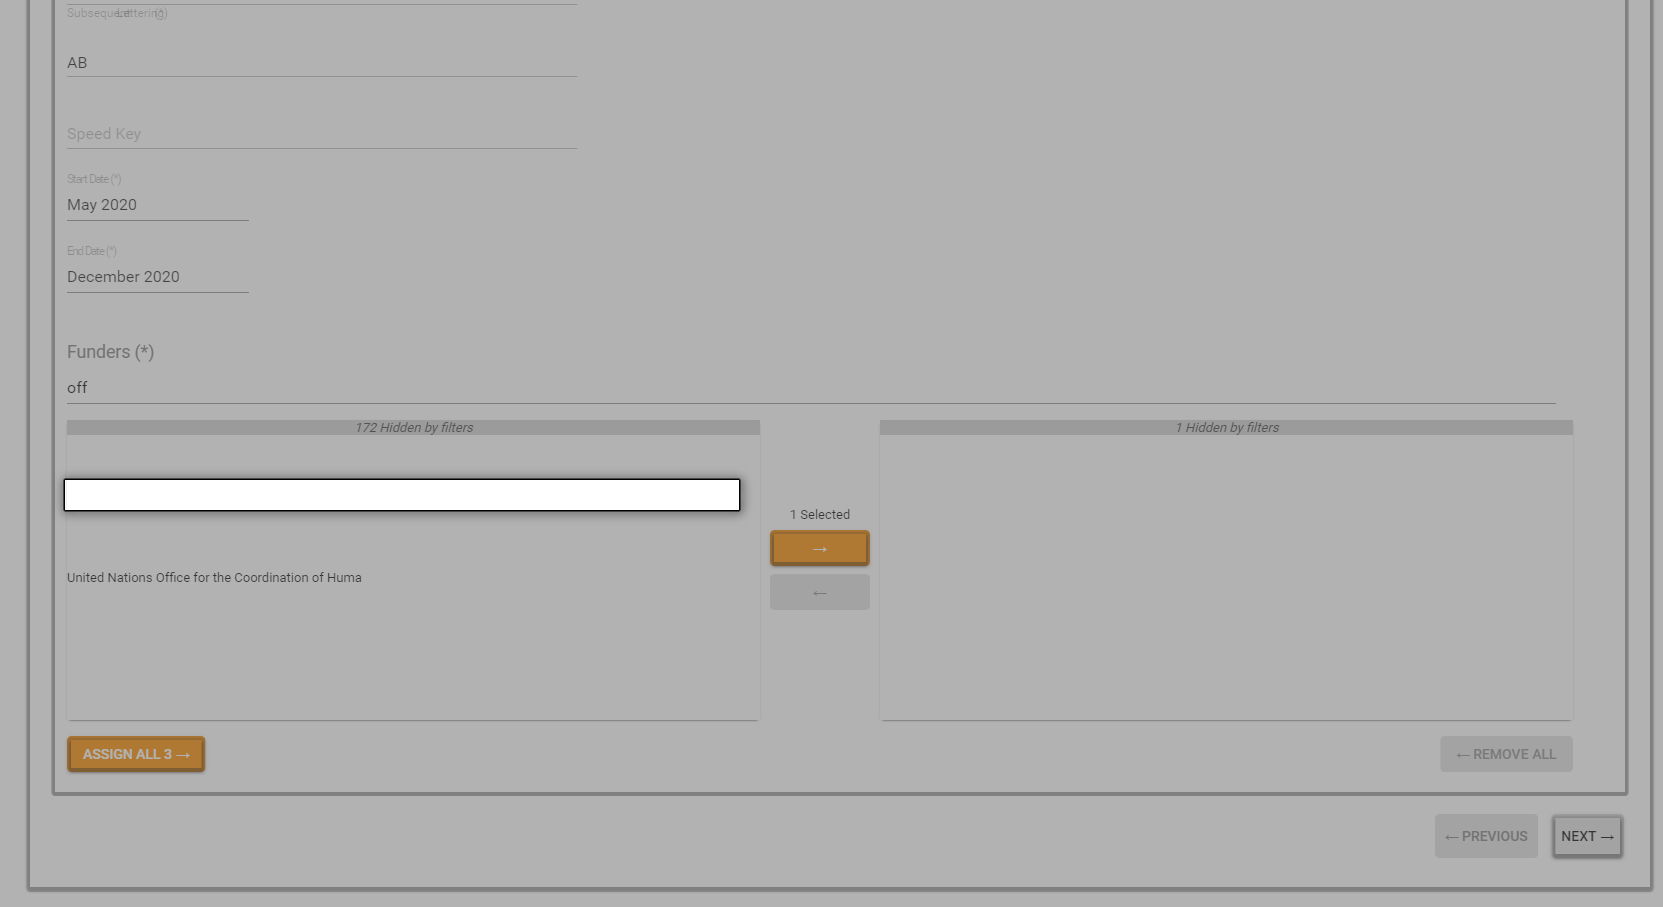 Subsequent Lettering (*)
AB
Speed Key
Start Date (*)
May 2020
End Date (*)
December 2020
Funders (*)
off
172 Hidden by filters
1 Hidden by filters
1 Selected
→
←
United Nations Office for the Coordination of Huma
ASSIGN ALL 3 →
← REMOVE ALL
← PREVIOUS
NEXT →